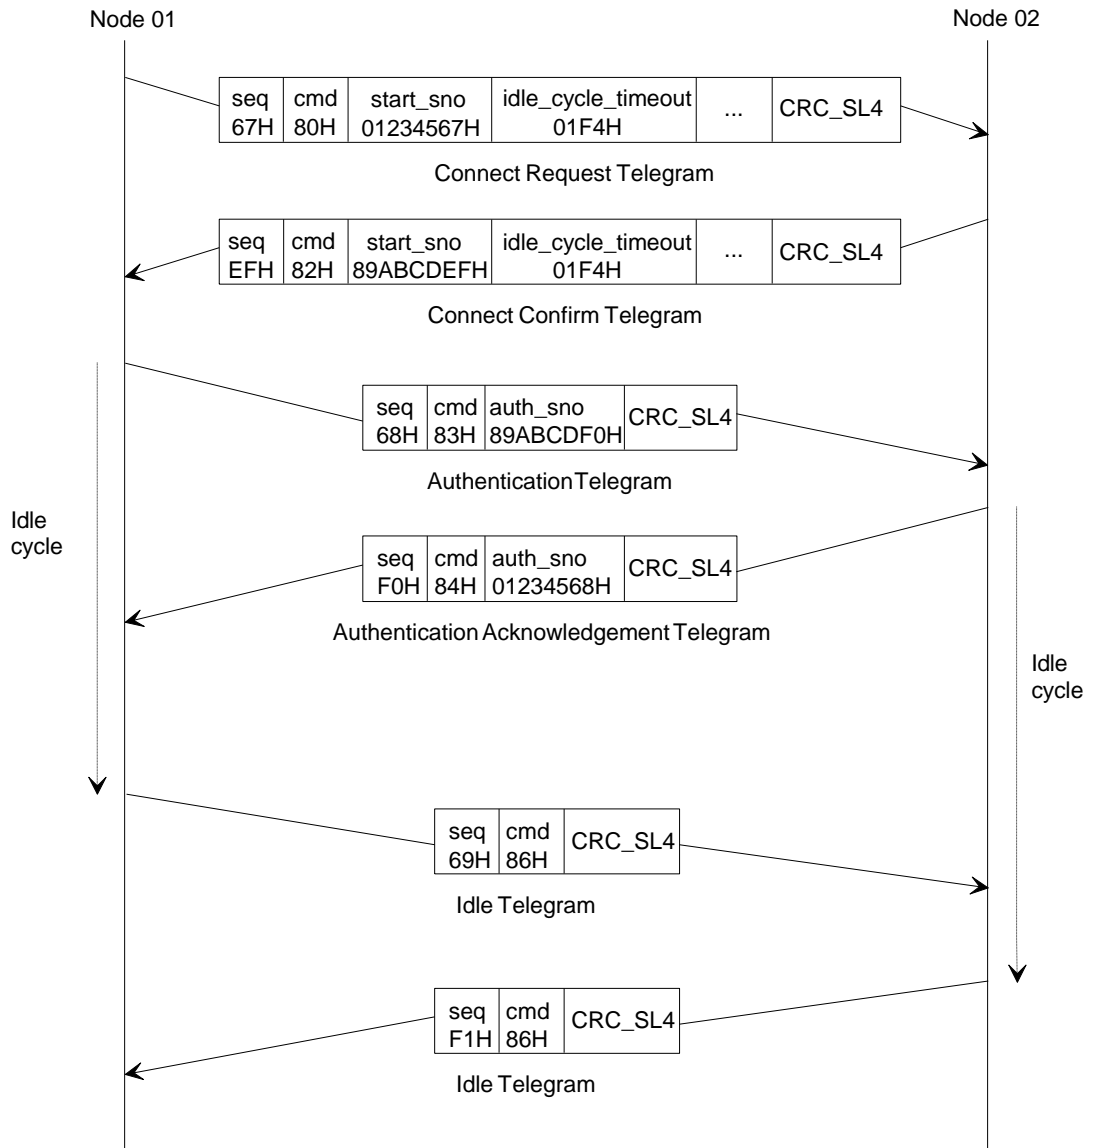 Node 01
Node 02
seq cmd start_sno idle_cycle_timeout ... CRC_SL4
67H 80H 01234567H 01F4H
Connect Request Telegram
seq cmd start_sno idle_cycle_timeout ... CRC_SL4
EFH 82H 89ABCDEFH 01F4H
Connect Confirm Telegram
seq cmd auth_sno CRC_SL4
68H 83H 89ABCDF0H
Authentication Telegram
Idle
cycle
seq cmd auth_sno CRC_SL4
F0H 84H 01234568H
Authentication Acknowledgement Telegram
Idle
cycle
seq cmd CRC_SL4
69H 86H
Idle Telegram
seq cmd CRC_SL4
F1H 86H
Idle Telegram